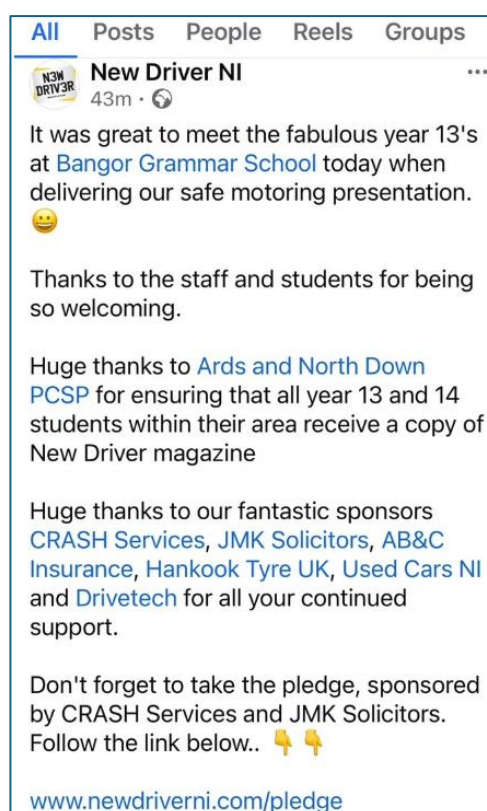 All Posts People Reels Groups
N3W
DRIV3R
New Driver NI
43m ·
It was great to meet the fabulous year 13's
at Bangor Grammar School today when
delivering our safe motoring presentation.
😀
Thanks to the staff and students for being
so welcoming.
Huge thanks to Ards and North Down
PCSP for ensuring that all year 13 and 14
students within their area receive a copy of
New Driver magazine
Huge thanks to our fantastic sponsors
CRASH Services, JMK Solicitors, AB&C
Insurance, Hankook Tyre UK, Used Cars NI
and Drivetech for all your continued
support.
Don't forget to take the pledge, sponsored
by CRASH Services and JMK Solicitors.
Follow the link below.. 👇 👇
www.newdriverni.com/pledge